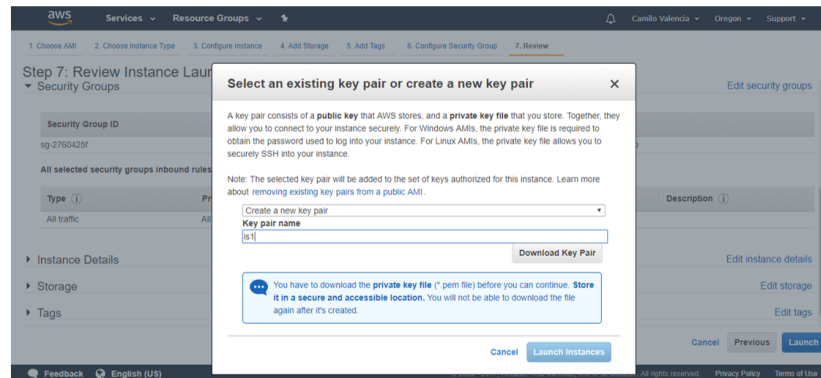 aws Services Resource Groups Camilo Valencia Oregon Support
1. Choose AMI 2. Choose Instance Type 3. Configure Instance 4. Add Storage 5. Add Tags 6. Configure Security Group 7. Review
Step 7: Review Instance Laur
Security Groups Edit security groups
Select an existing key pair or create a new key pair
A key pair consists of a public key that AWS stores, and a private key file that you store. Together, they
allow you to connect to your instance securely. For Windows AMIs, the private key file is required to
obtain the password used to log into your instance. For Linux AMIs, the private key file allows you to
securely SSH into your instance.
Note: The selected key pair will be added to the set of keys authorized for this instance. Learn more
about removing existing key pairs from a public AMI.
Create a new key pair
Key pair name
is1
Download Key Pair
You have to download the private key file (*.pem file) before you can continue. Store
it in a secure and accessible location. You will not be able to download the file
again after it's created.
Cancel Launch Instances
Security Group ID
sg-2760425f
All selected security groups inbound rules
Type Pr Description
All traffic All
Instance Details Edit instance details
Storage Edit storage
Tags Edit tags
Cancel Previous Launch
Feedback English (US) All rights reserved. Privacy Policy Terms of Use